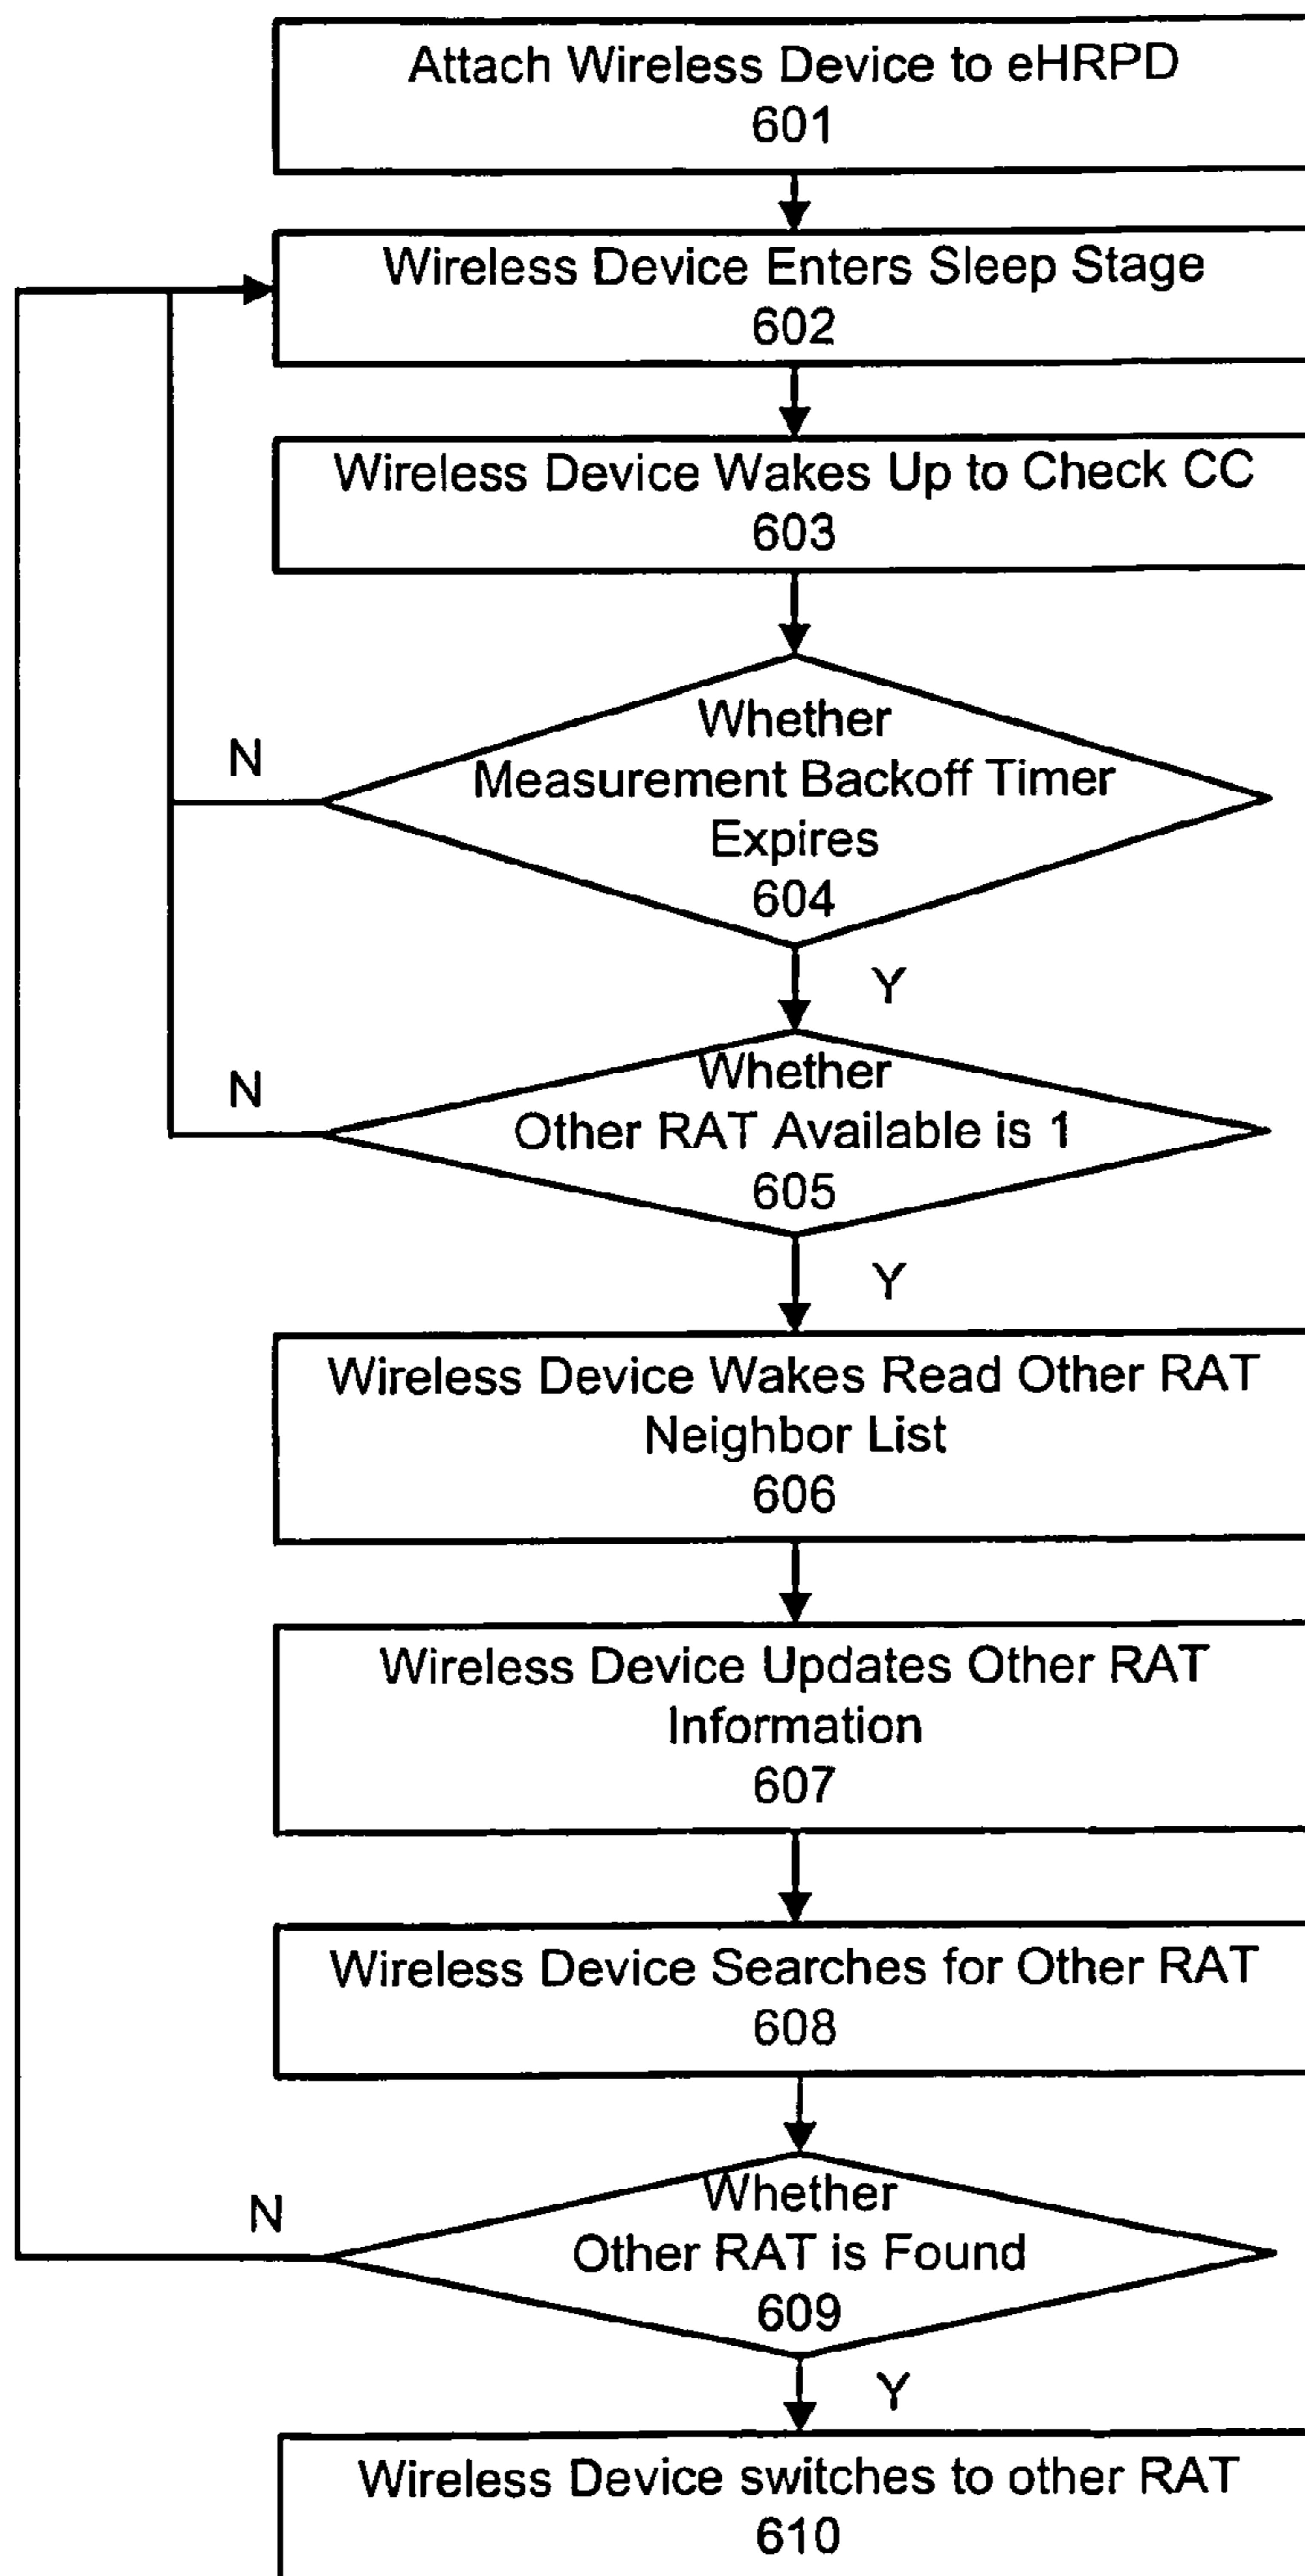 Attach Wireless Device to eHRPD
601
Wireless Device Enters Sleep Stage
602
Wireless Device Wakes Up to Check CC
603
Whether
Measurement Backoff Timer
Expires
604
N
Y
Whether
Other RAT Available is 1
605
N
Y
Wireless Device Wakes Read Other RAT
Neighbor List
606
Wireless Device Updates Other RAT
Information
607
Wireless Device Searches for Other RAT
608
Whether
Other RAT is Found
609
N
Y
Wireless Device switches to other RAT
610